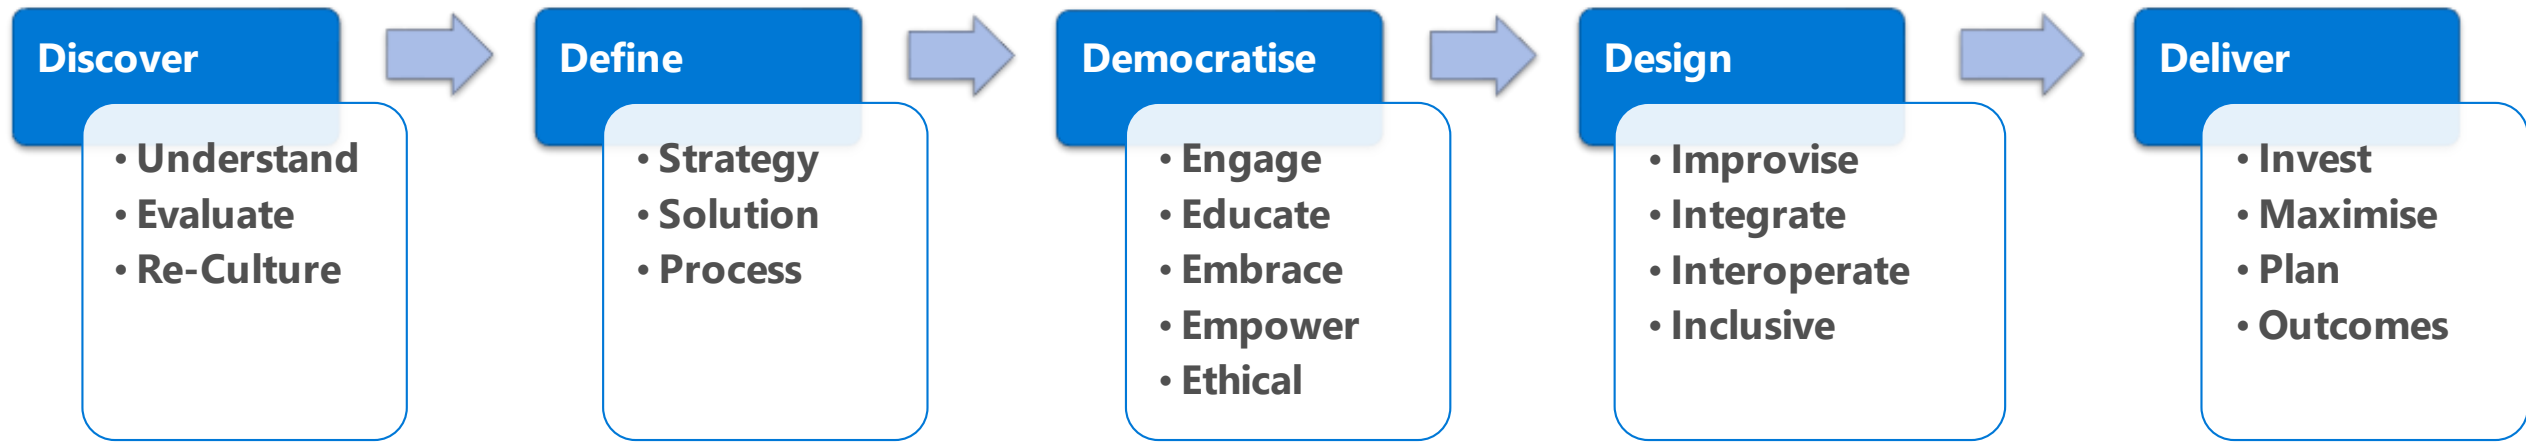 Discover
• Understand
• Evaluate
• Re-Culture
Define
• Strategy
• Solution
• Process
Democratise
• Engage
• Educate
• Embrace
• Empower
• Ethical
Design
• Improvise
• Integrate
• Interoperate
• Inclusive
Deliver
• Invest
• Maximise
• Plan
• Outcomes